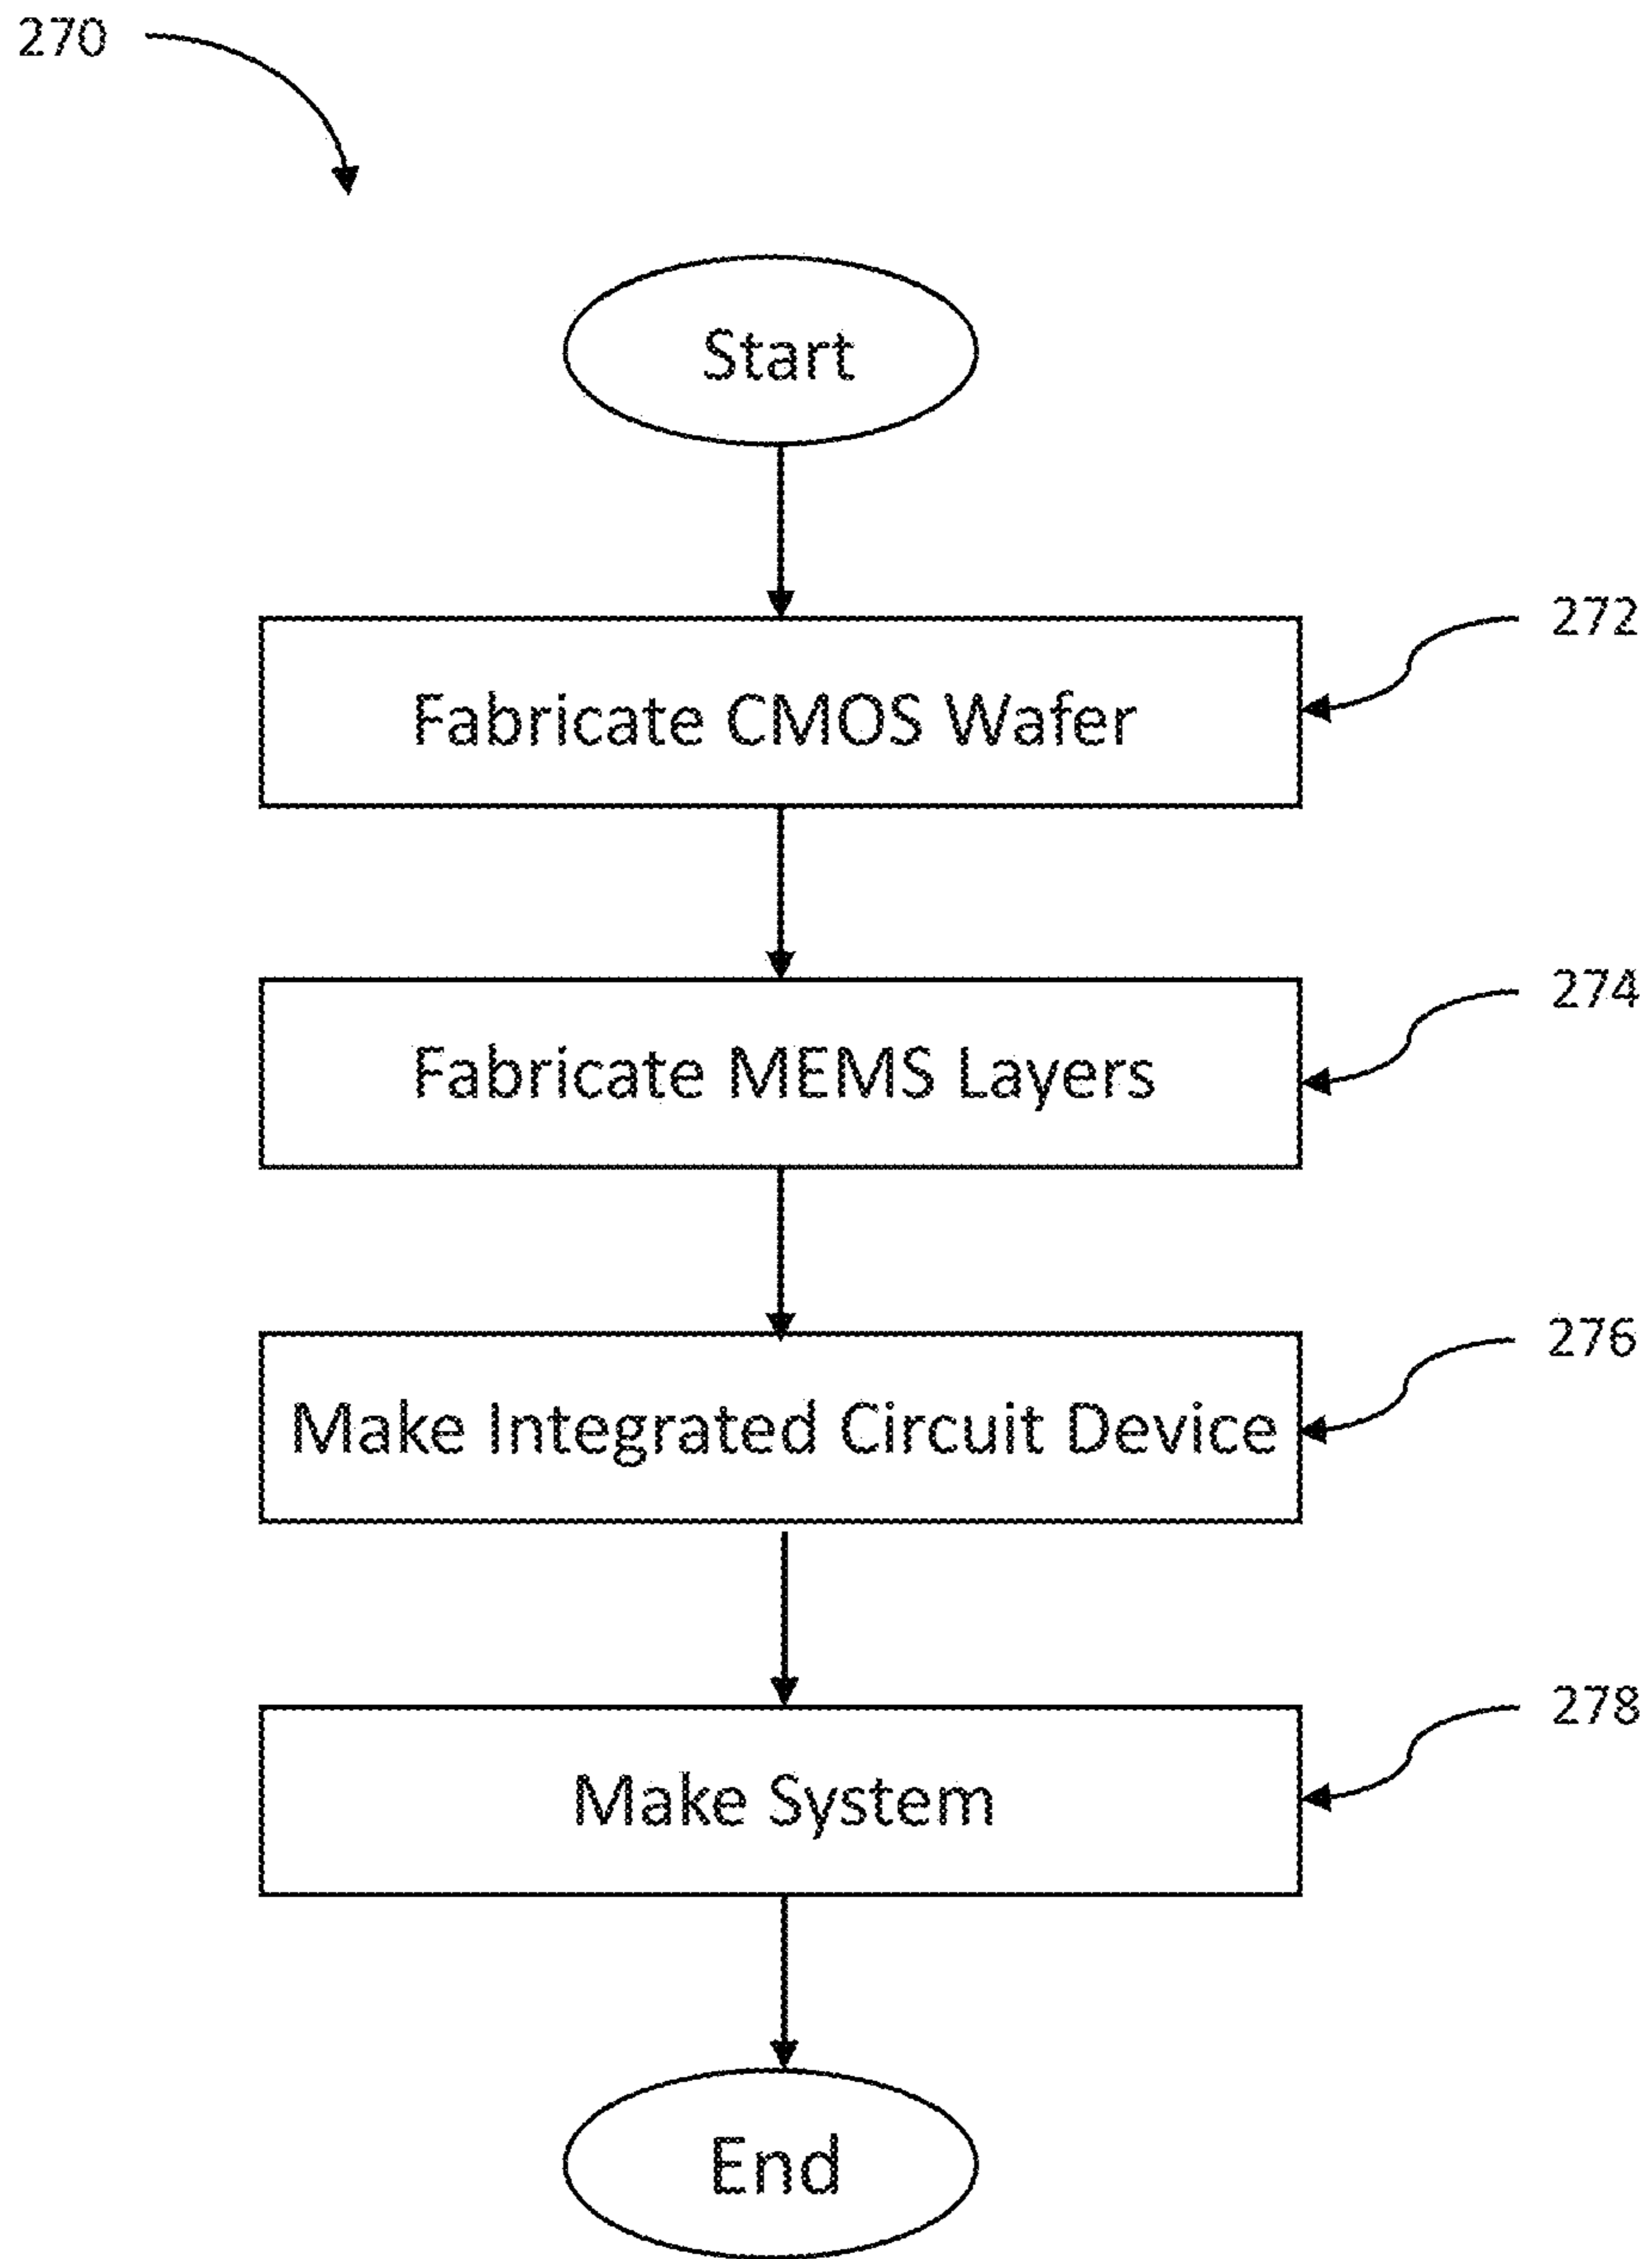 270
Start
272
Fabricate CMOS Wafer
274
Fabricate MEMS Layers
276
Make Integrated Circuit Device
278
Make System
End